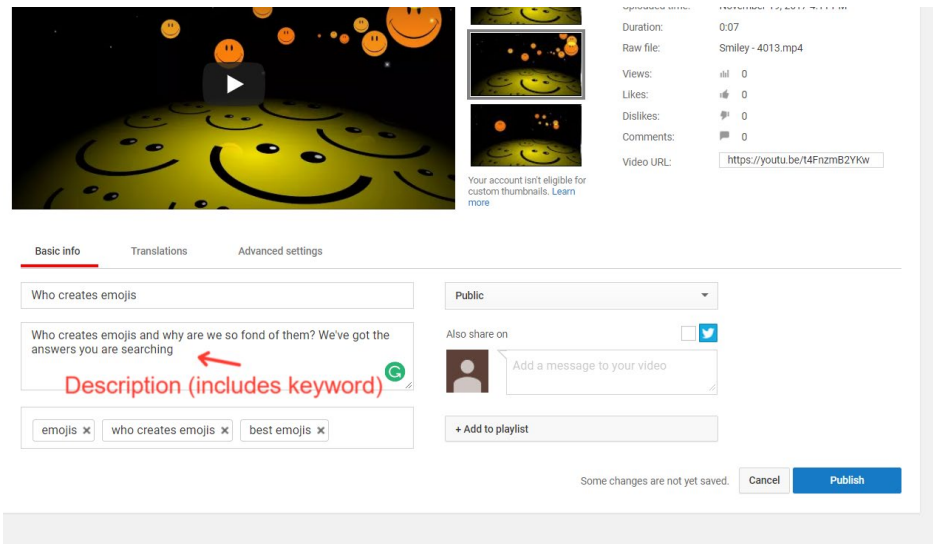 Duration: 0:07
Raw file: Smiley - 4013.mp4
Views: 0
Likes: 0
Dislikes: 0
Comments: 0
Video URL: https://youtu.be/t4FnzmB2YKw
Your account isn't eligible for
custom thumbnails. Learn
more
Basic info Translations Advanced settings
Who creates emojis
Public
Who creates emojis and why are we so fond of them? We've got the
answers you are searching
Also share on
Add a message to your video
Description (includes keyword)
emojis × who creates emojis × best emojis ×
+ Add to playlist
Some changes are not yet saved. Cancel Publish